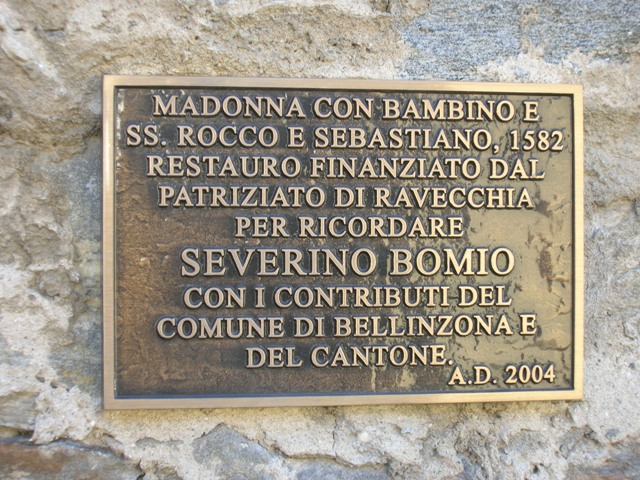 MADONNA CON BAMBINO E
SS. ROCCO E SEBASTIANO, 1582
RESTAURO FINANZIATO DAL
PATRIZIATO DI RAVECCHIA
PER RICORDARE
SEVERINO BOMIO
CON I CONTRIBUTI DEL
COMUNE DI BELLINZONA E
DEL CANTONE.
A.D. 2004